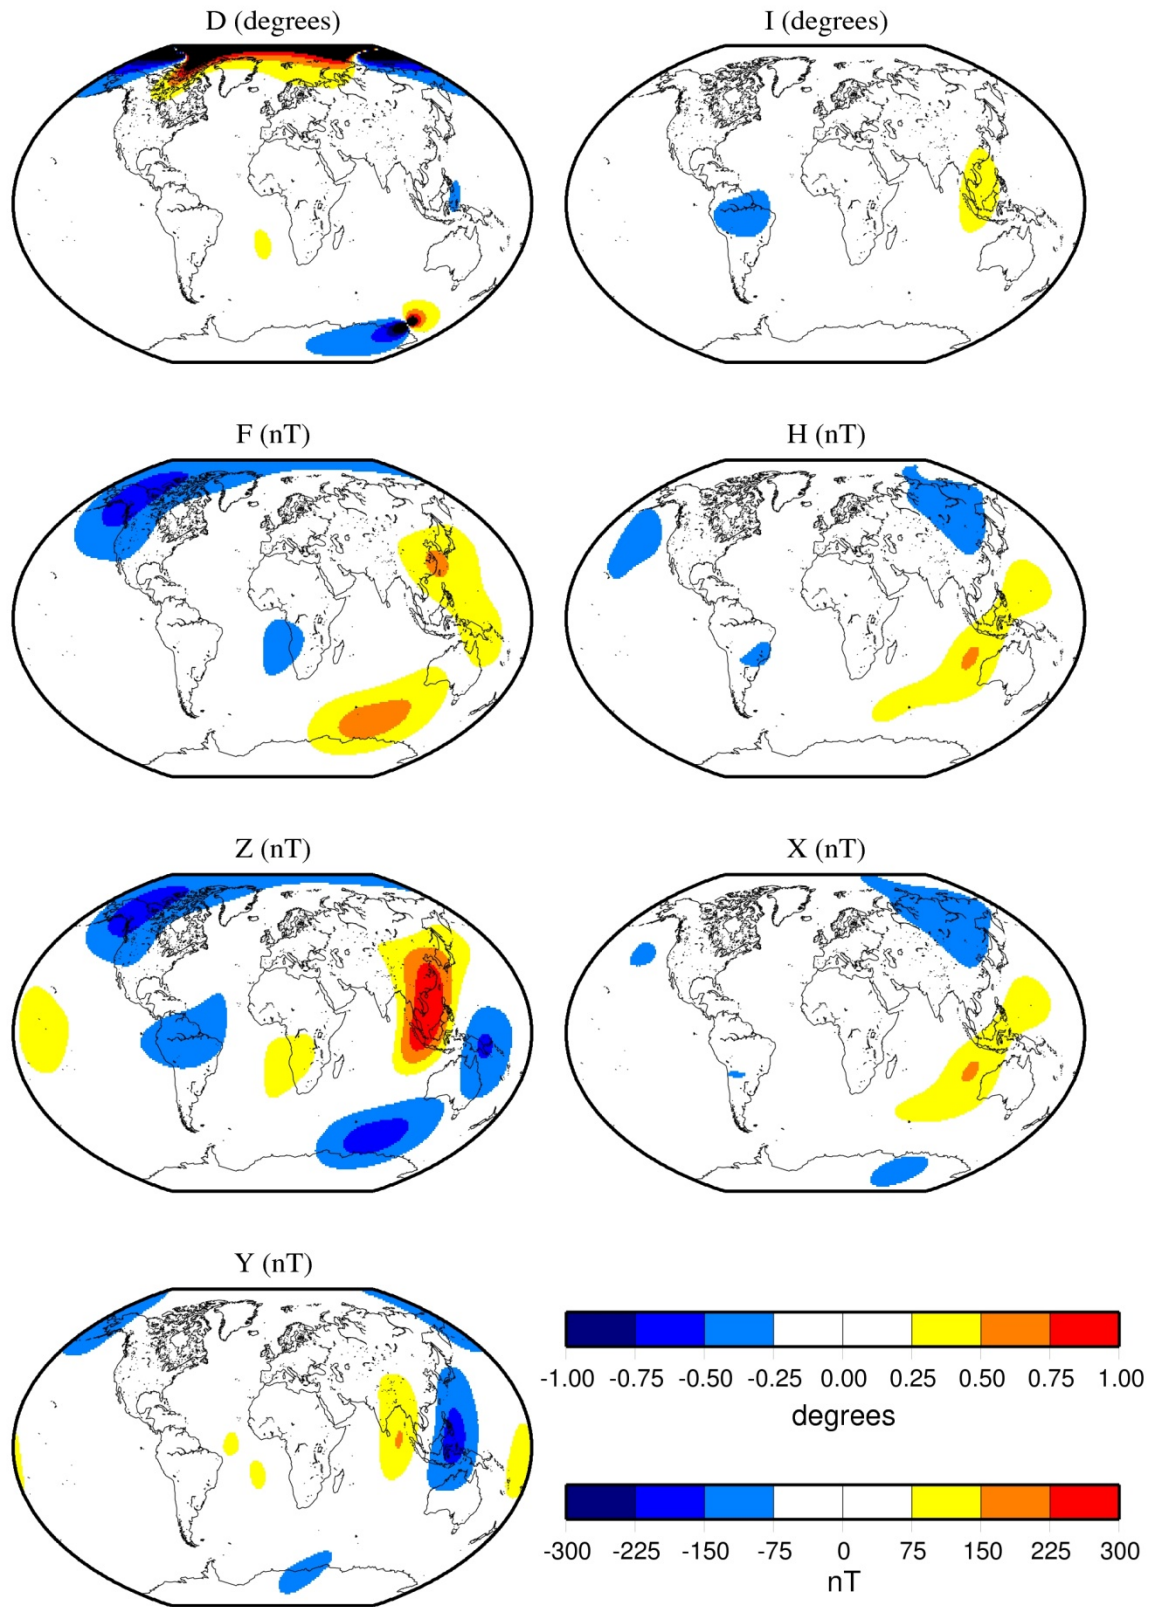 D (degrees)
I (degrees)
F (nT)
H (nT)
Z (nT)
X (nT)
Y (nT)
-1.00 -0.75 -0.50 -0.25 0.00 0.25 0.50 0.75 1.00
degrees
-300 -225 -150 -75 0 75 150 225 300
nT